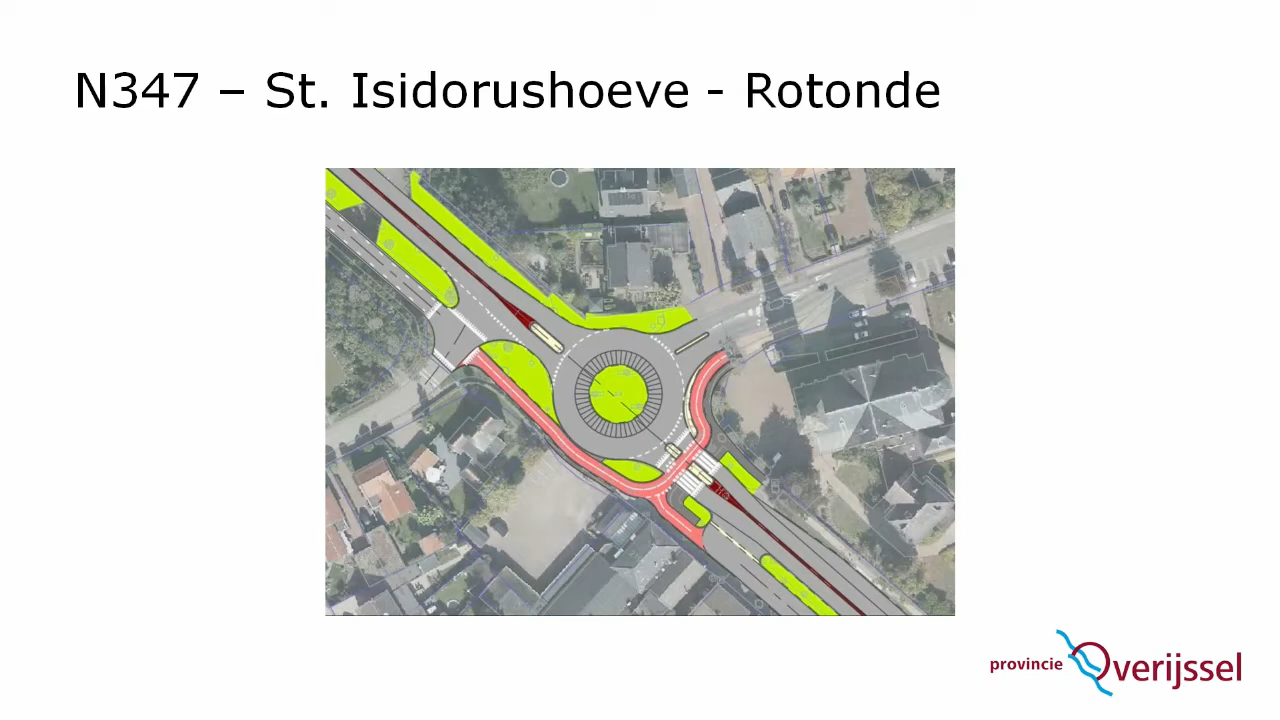 N347 – St. Isidorushoeve - Rotonde
provincie Overijssel